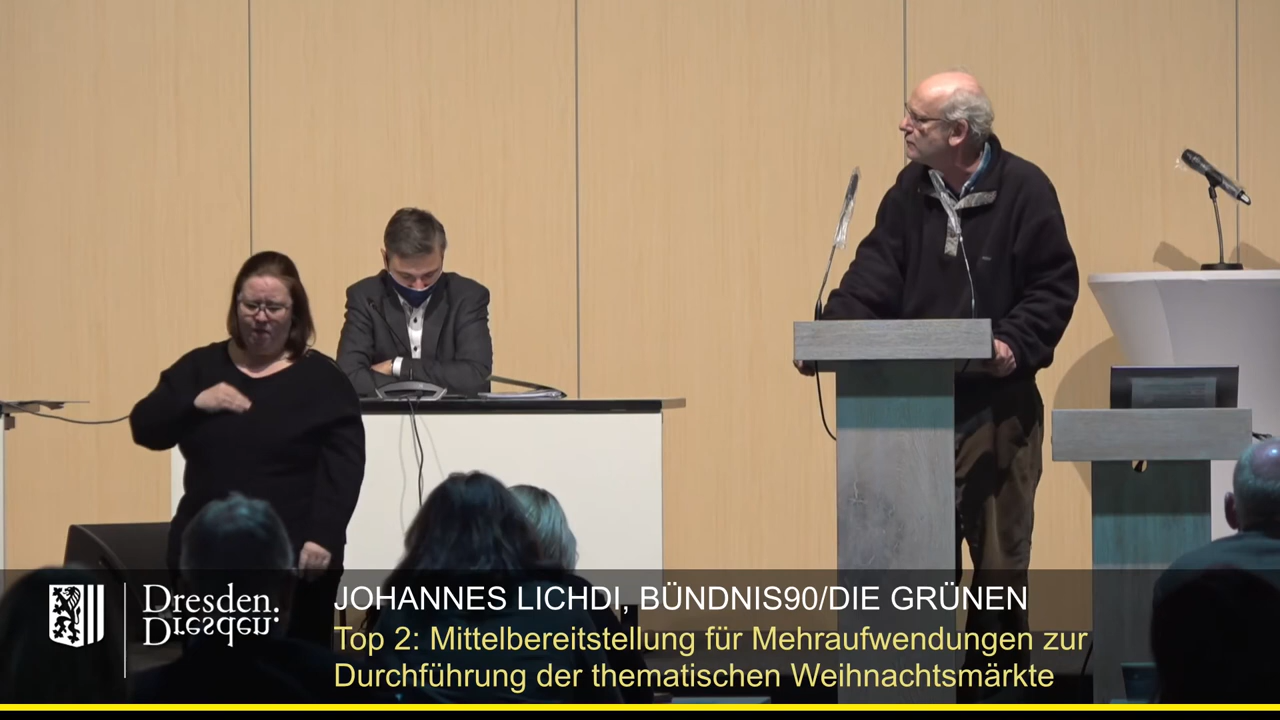 Dresden.
Dresden.
JOHANNES LICHDI, BÜNDNIS90/DIE GRÜNEN
Top 2: Mittelbereitstellung für Mehraufwendungen zur
Durchführung der thematischen Weihnachtsmärkte